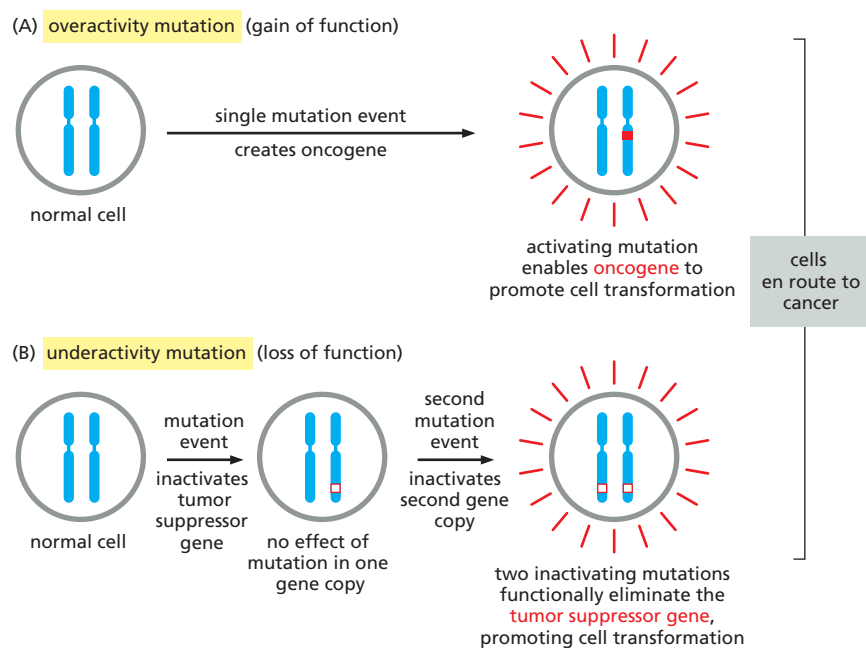 (A) overactivity mutation (gain of function)
single mutation event
creates oncogene
normal cell
activating mutation
enables oncogene to
promote cell transformation
cells
en route to
cancer
(B) underactivity mutation (loss of function)
mutation
event
inactivates
tumor
suppressor
gene
second
mutation
event
inactivates
second gene
copy
normal cell
no effect of
mutation in one
gene copy
two inactivating mutations
functionally eliminate the
tumor suppressor gene,
promoting cell transformation